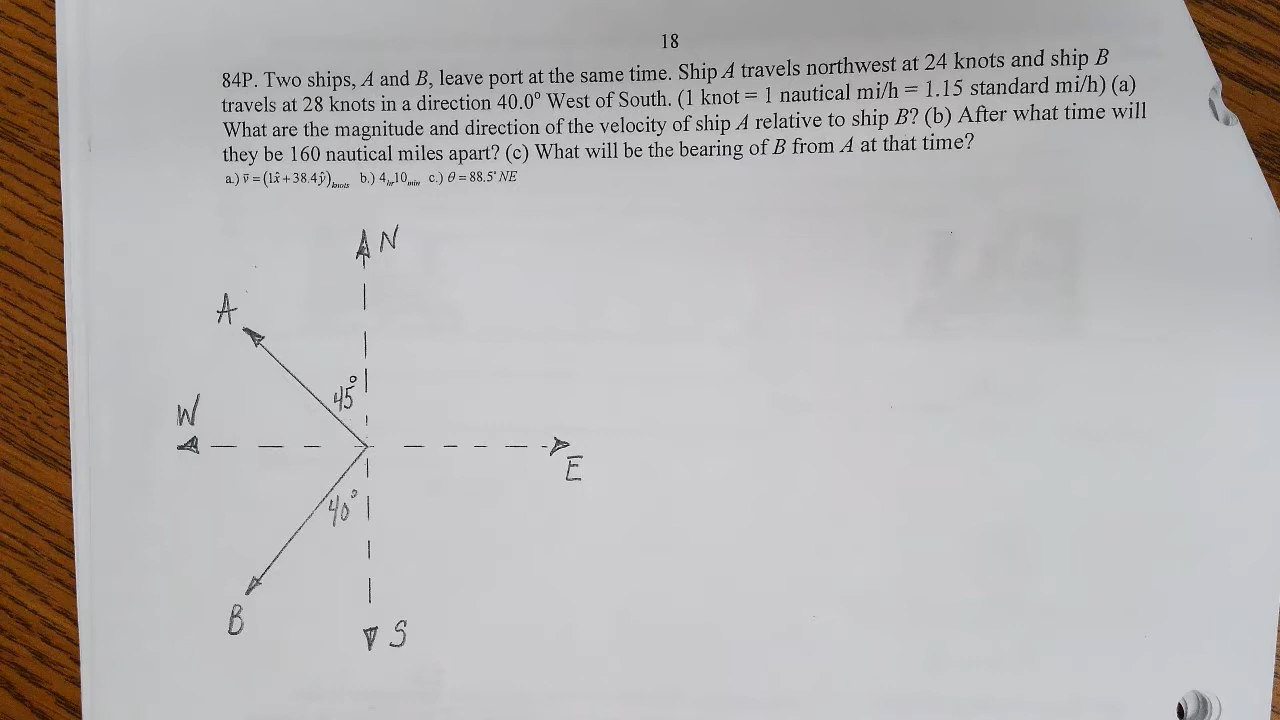 18
84P. Two ships, A and B, leave port at the same time. Ship A travels northwest at 24 knots and ship B
travels at 28 knots in a direction 40.0° West of South. (1 knot = 1 nautical mi/h = 1.15 standard mi/h) (a)
What are the magnitude and direction of the velocity of ship A relative to ship B? (b) After what time will
they be 160 nautical miles apart? (c) What will be the bearing of B from A at that time?
a.) v̄ = (1x̂ + 38.4ŷ)knots b.) 4hr10min c.) θ = 88.5° NE
N
A
45°
W
E
40°
B
S